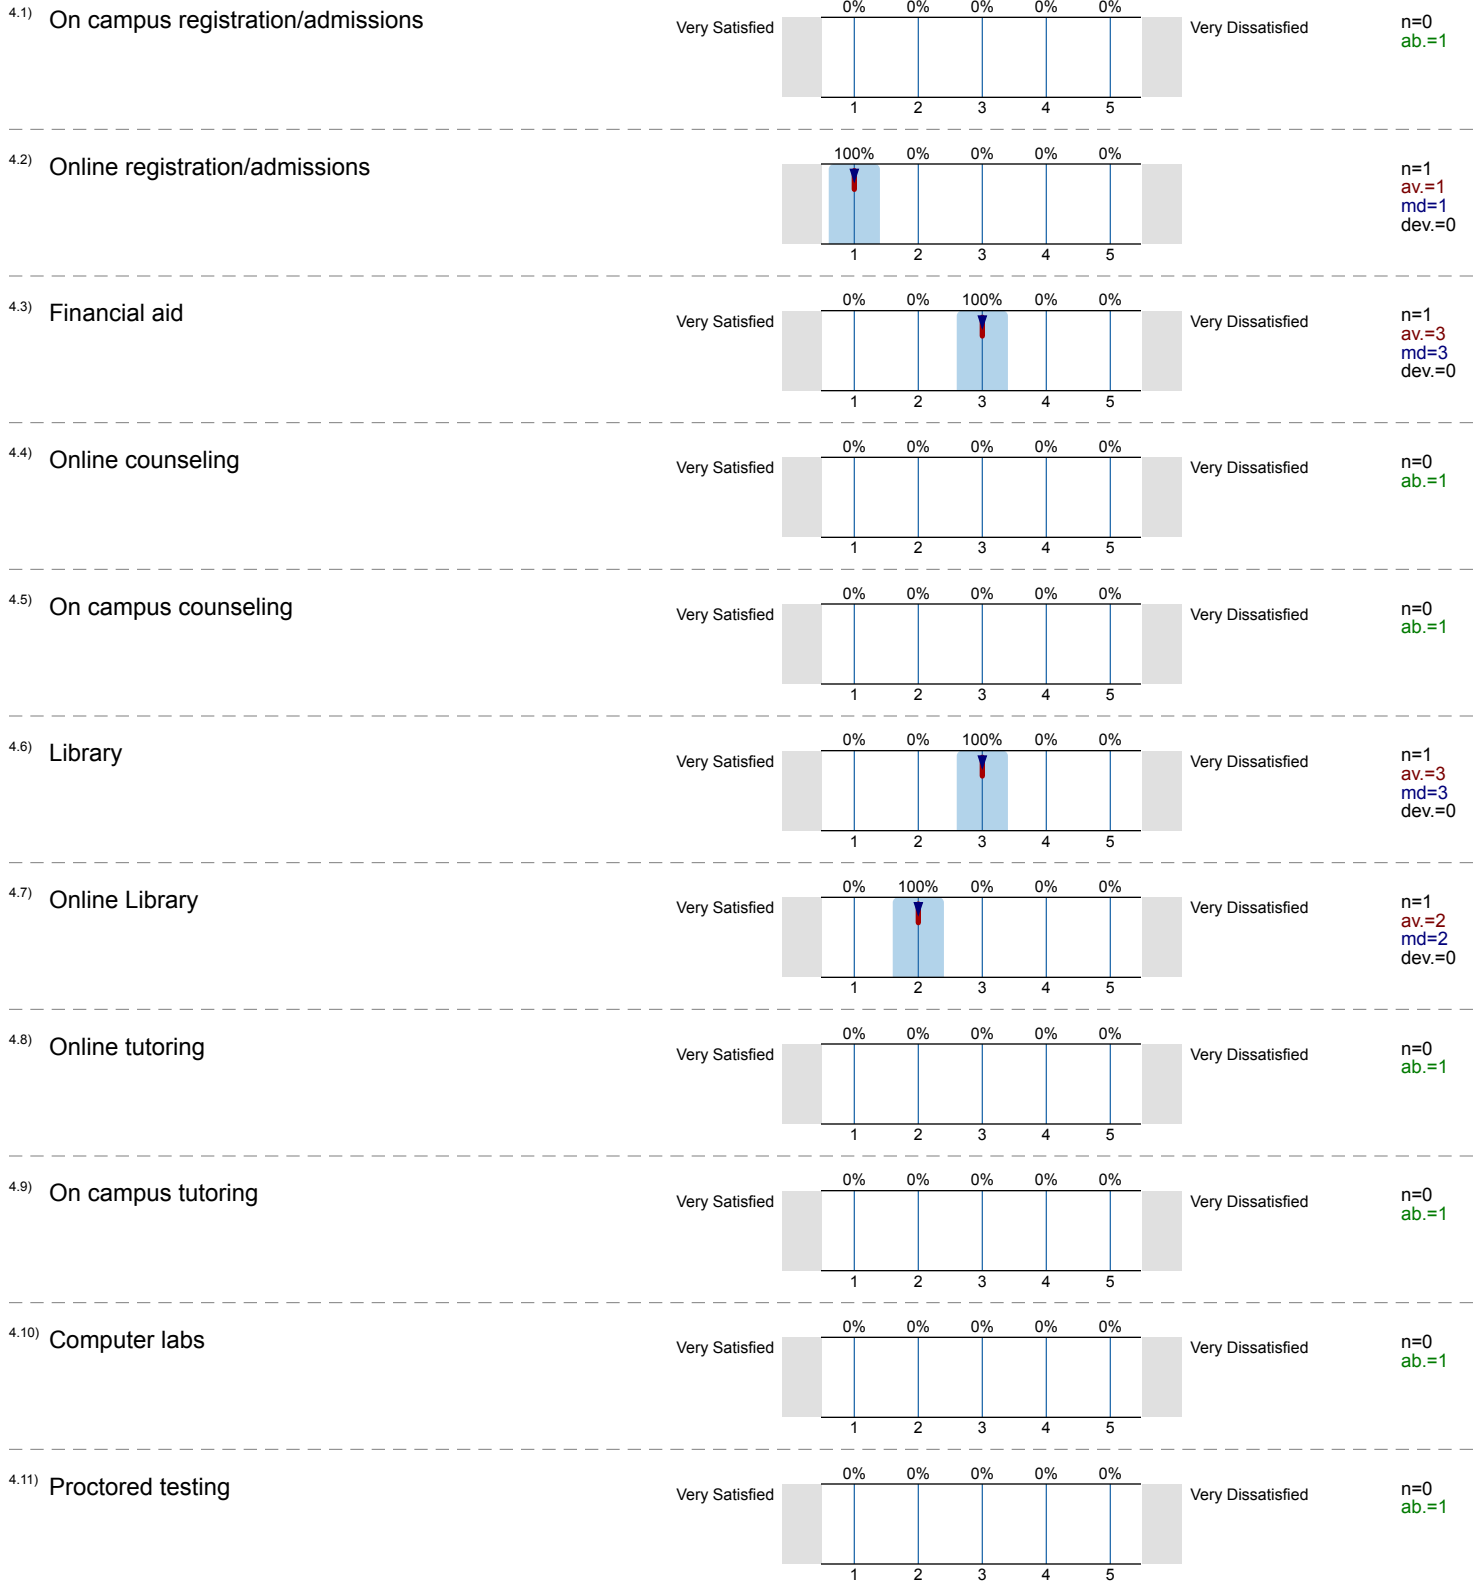 4.1) On campus registration/admissions
0% 0% 0% 0% 0%
Very Satisfied Very Dissatisfied n=0
ab.=1
1 2 3 4 5
4.2) Online registration/admissions
100% 0% 0% 0% 0%
n=1
av.=1
md=1
dev.=0
1 2 3 4 5
4.3) Financial aid
0% 0% 100% 0% 0%
Very Satisfied Very Dissatisfied n=1
av.=3
md=3
dev.=0
1 2 3 4 5
4.4) Online counseling
0% 0% 0% 0% 0%
Very Satisfied Very Dissatisfied n=0
ab.=1
1 2 3 4 5
4.5) On campus counseling
0% 0% 0% 0% 0%
Very Satisfied Very Dissatisfied n=0
ab.=1
1 2 3 4 5
4.6) Library
0% 0% 100% 0% 0%
Very Satisfied Very Dissatisfied n=1
av.=3
md=3
dev.=0
1 2 3 4 5
4.7) Online Library
0% 100% 0% 0% 0%
Very Satisfied Very Dissatisfied n=1
av.=2
md=2
dev.=0
1 2 3 4 5
4.8) Online tutoring
0% 0% 0% 0% 0%
Very Satisfied Very Dissatisfied n=0
ab.=1
1 2 3 4 5
4.9) On campus tutoring
0% 0% 0% 0% 0%
Very Satisfied Very Dissatisfied n=0
ab.=1
1 2 3 4 5
4.10) Computer labs
0% 0% 0% 0% 0%
Very Satisfied Very Dissatisfied n=0
ab.=1
1 2 3 4 5
4.11) Proctored testing
0% 0% 0% 0% 0%
Very Satisfied Very Dissatisfied n=0
ab.=1
1 2 3 4 5